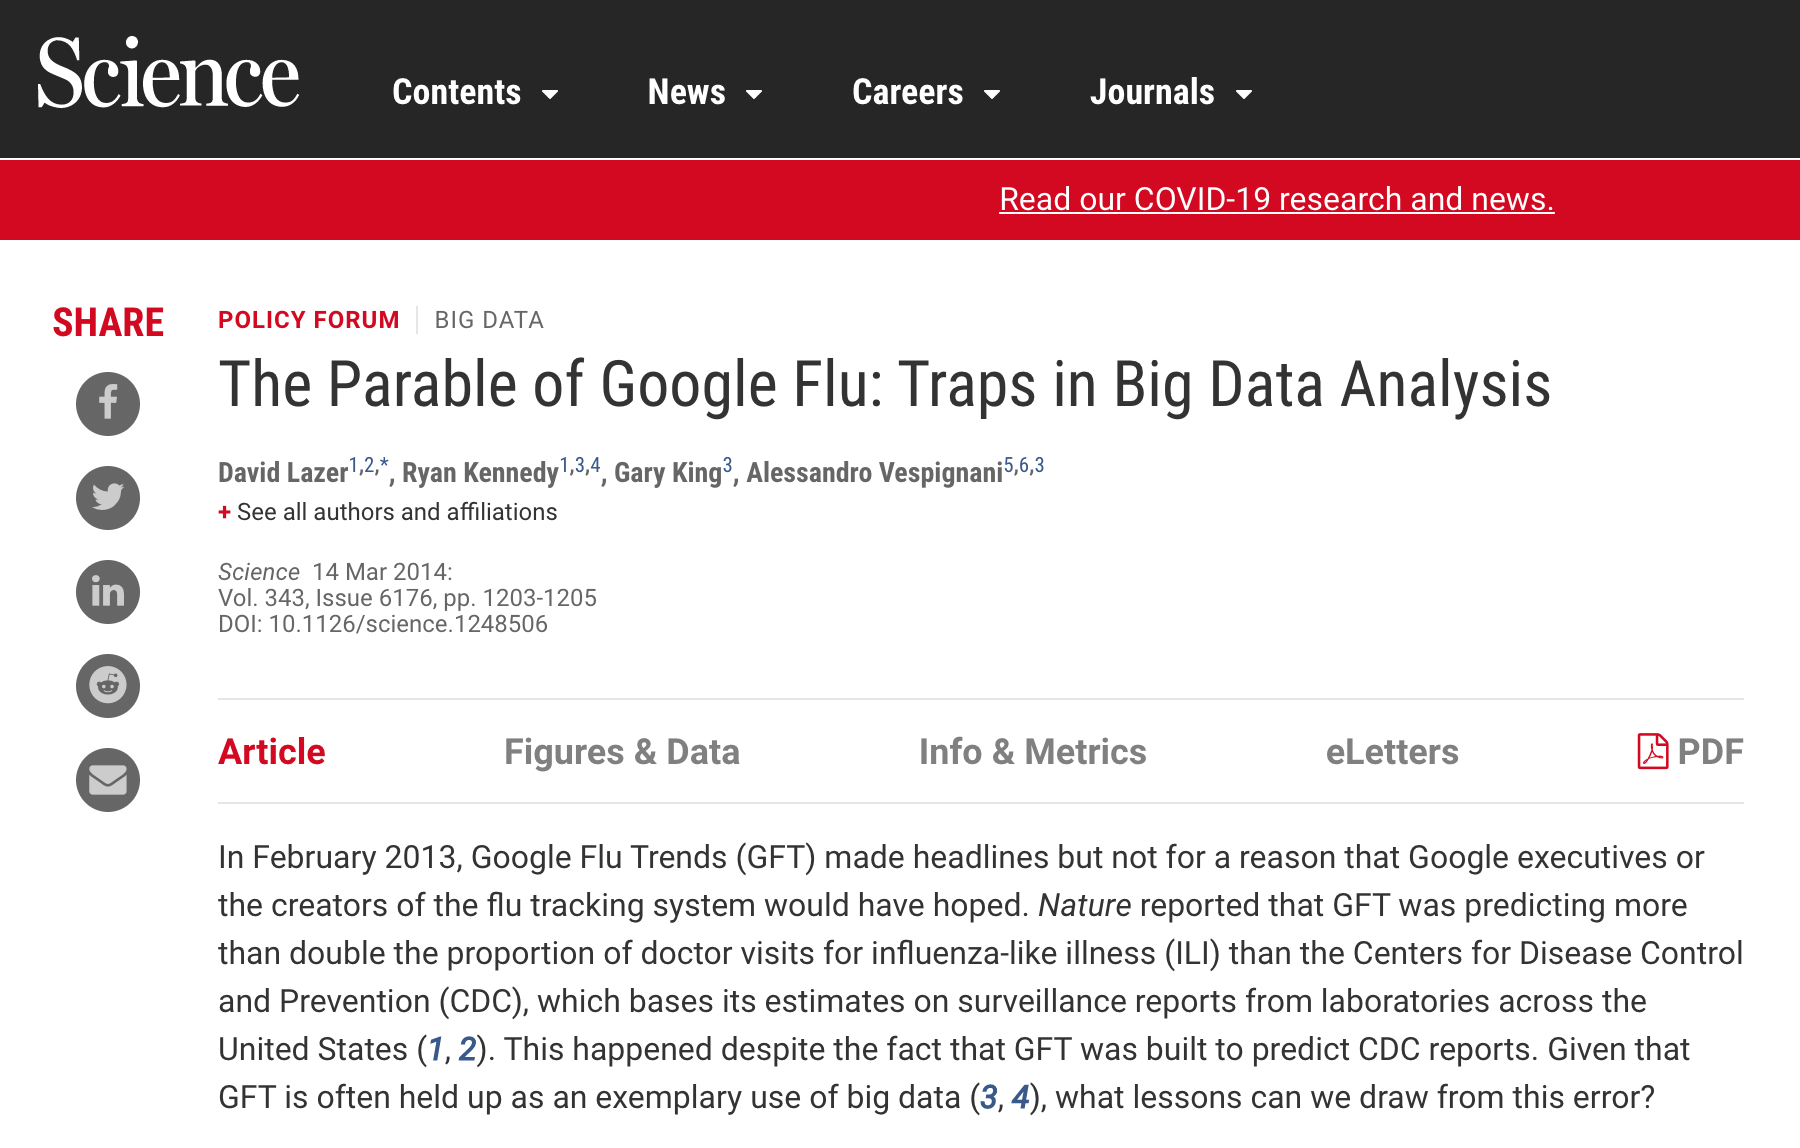 Science
Contents News Careers Journals
Read our COVID-19 research and news.
SHARE
POLICY FORUM BIG DATA
The Parable of Google Flu: Traps in Big Data Analysis
David Lazer1,2,*, Ryan Kennedy1,3,4, Gary King3, Alessandro Vespignani5,6,3
+ See all authors and affiliations
Science 14 Mar 2014:
Vol. 343, Issue 6176, pp. 1203-1205
DOI: 10.1126/science.1248506
Article Figures & Data Info & Metrics eLetters PDF
In February 2013, Google Flu Trends (GFT) made headlines but not for a reason that Google executives or
the creators of the flu tracking system would have hoped. Nature reported that GFT was predicting more
than double the proportion of doctor visits for influenza-like illness (ILI) than the Centers for Disease Control
and Prevention (CDC), which bases its estimates on surveillance reports from laboratories across the
United States (1, 2). This happened despite the fact that GFT was built to predict CDC reports. Given that
GFT is often held up as an exemplary use of big data (3, 4), what lessons can we draw from this error?